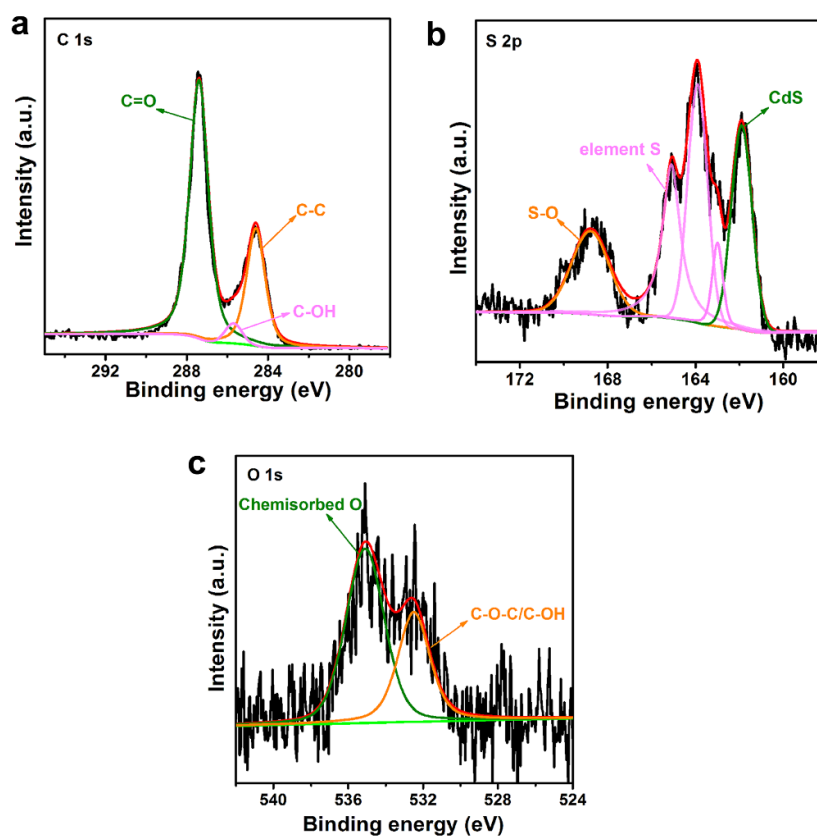 a
C 1s
C=O
C-C
C-OH
Intensity (a.u.)
292 288 284 280
Binding energy (eV)
b
S 2p
CdS
element S
S-O
Intensity (a.u.)
172 168 164 160
Binding energy (eV)
c
O 1s
Chemisorbed O
C-O-C/C-OH
Intensity (a.u.)
540 536 532 528 524
Binding energy (eV)